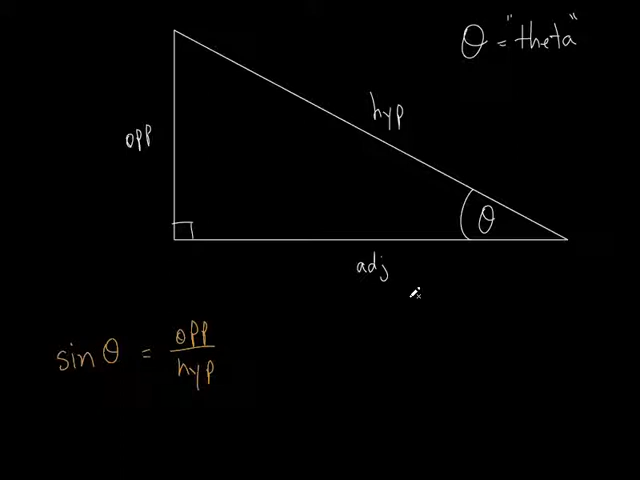 θ = "theta"
hyp
opp
θ
adj
sin θ = opp/hyp